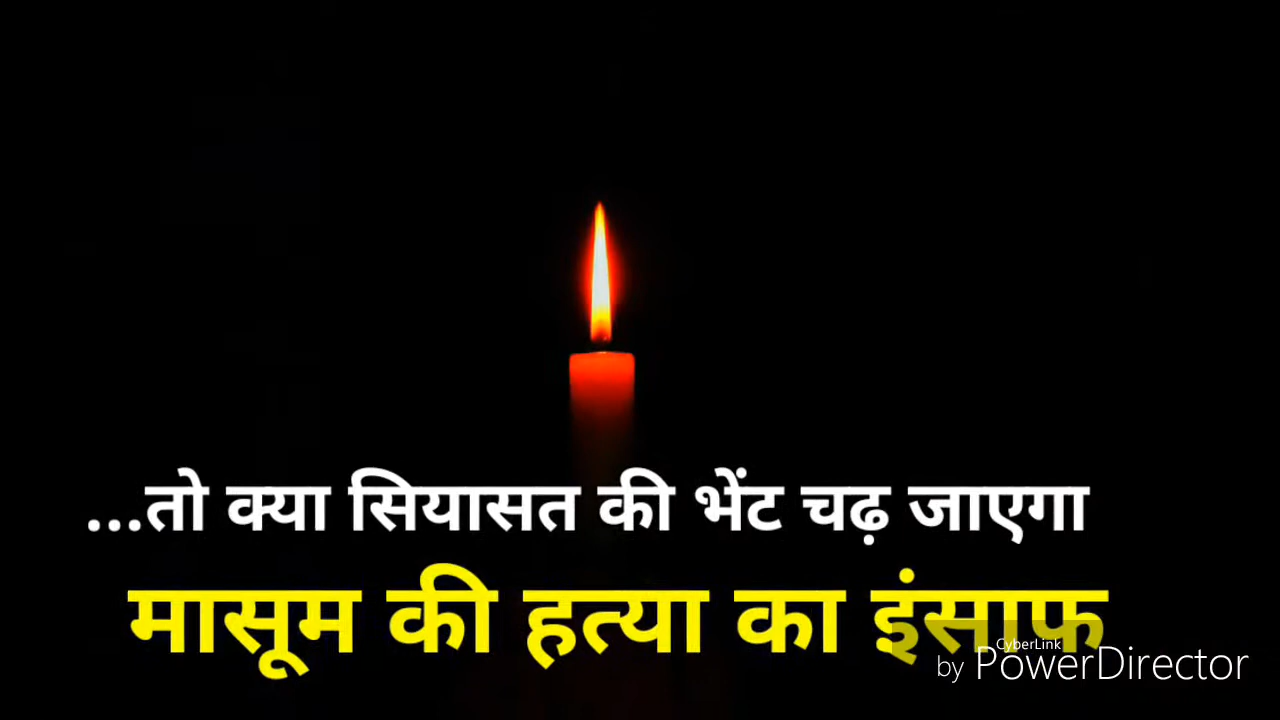 ...तो क्या सियासत की भेंट चढ़ जाएगा
मासूम की हत्या का इंसाफ
CyberLink
by PowerDirector